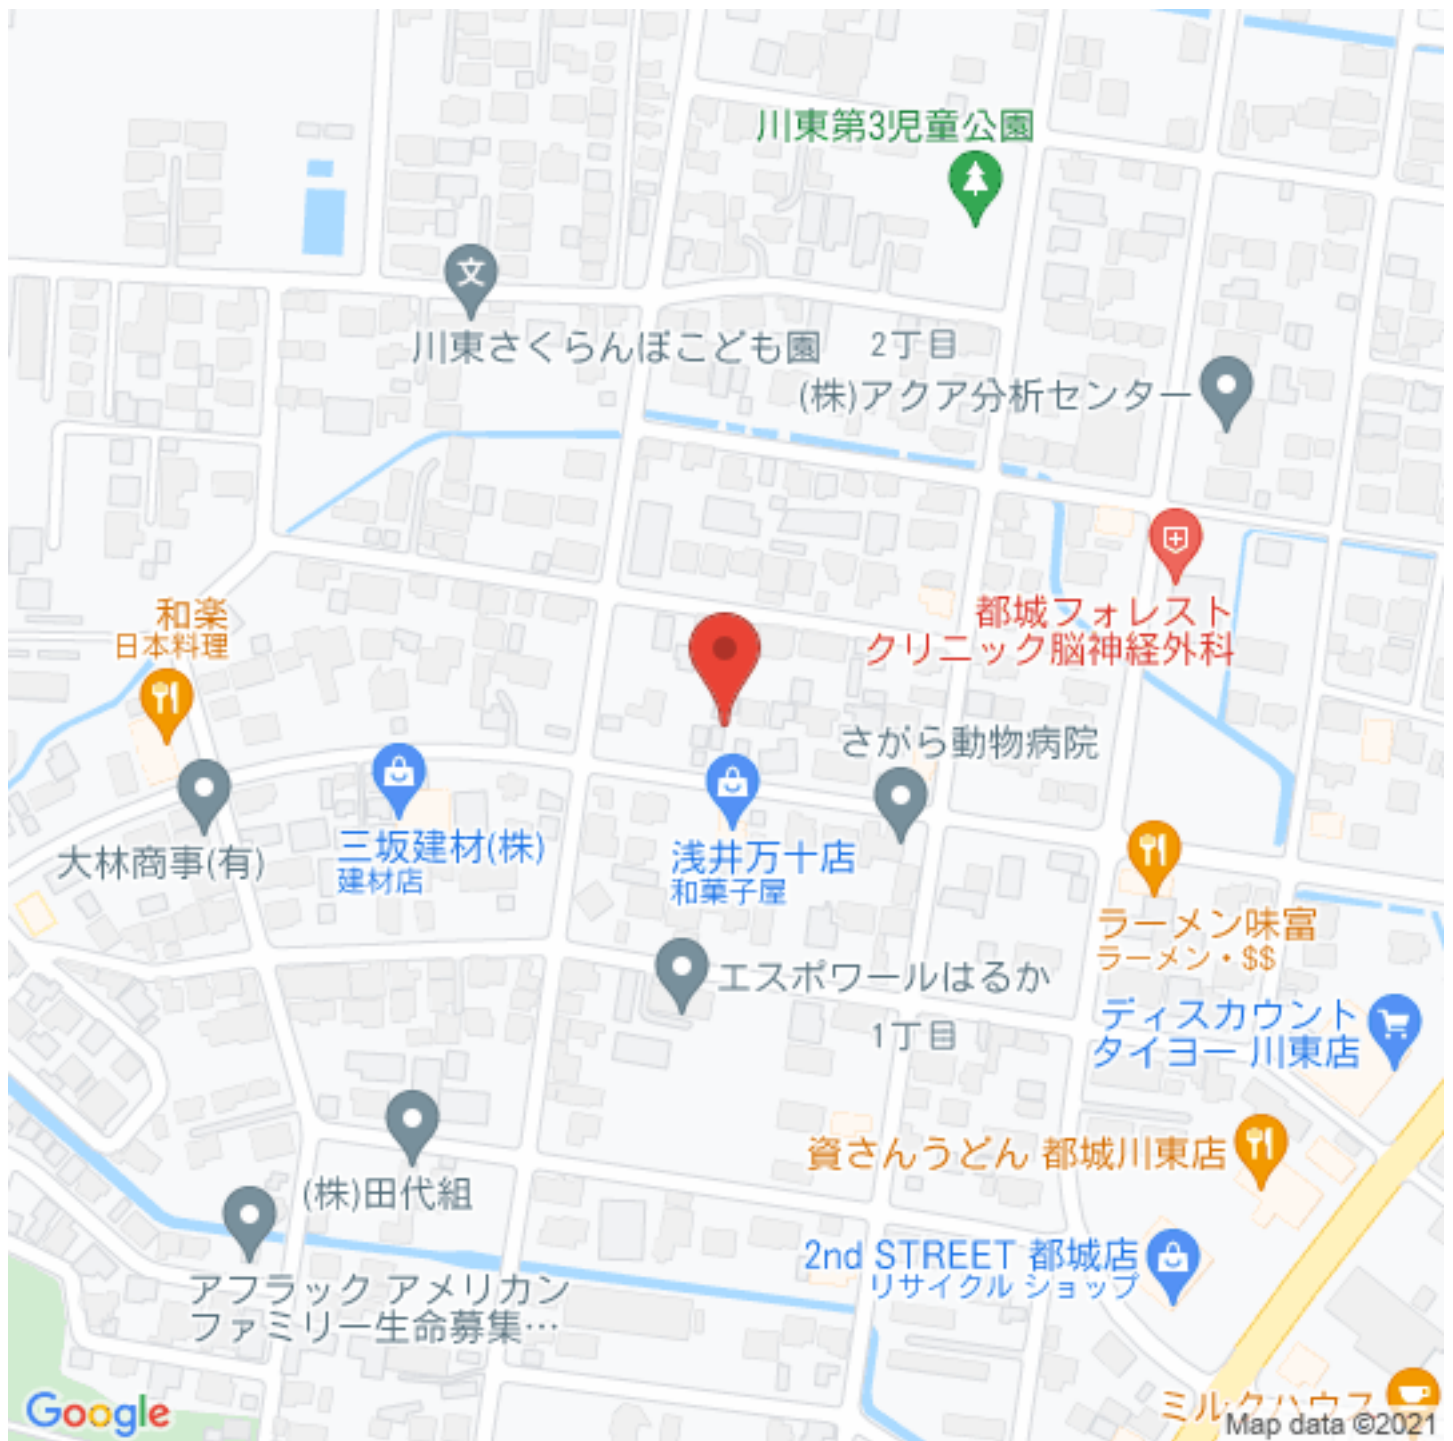 川東第3児童公園
文
川東さくらんぼこども園
2丁目
(株)アクア分析センター
都城フォレスト
クリニック脳神経外科
和楽
日本料理
さがら動物病院
三坂建材(株)
建材店
大林商事(有)
浅井万十店
和菓子屋
ラーメン味富
ラーメン・$$
エスポワールはるか
1丁目
ディスカウント
タイヨー 川東店
資さんうどん 都城川東店
(株)田代組
2nd STREET 都城店
リサイクル ショップ
アフラック アメリカン
ファミリー生命募集…
ミルクハウス
Google
Map data ©2021